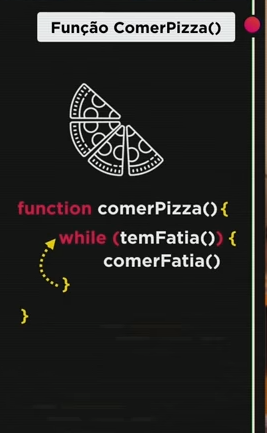 Função ComerPizza()
function comerPizza() {
while (temFatia()) {
comerFatia()
}
}